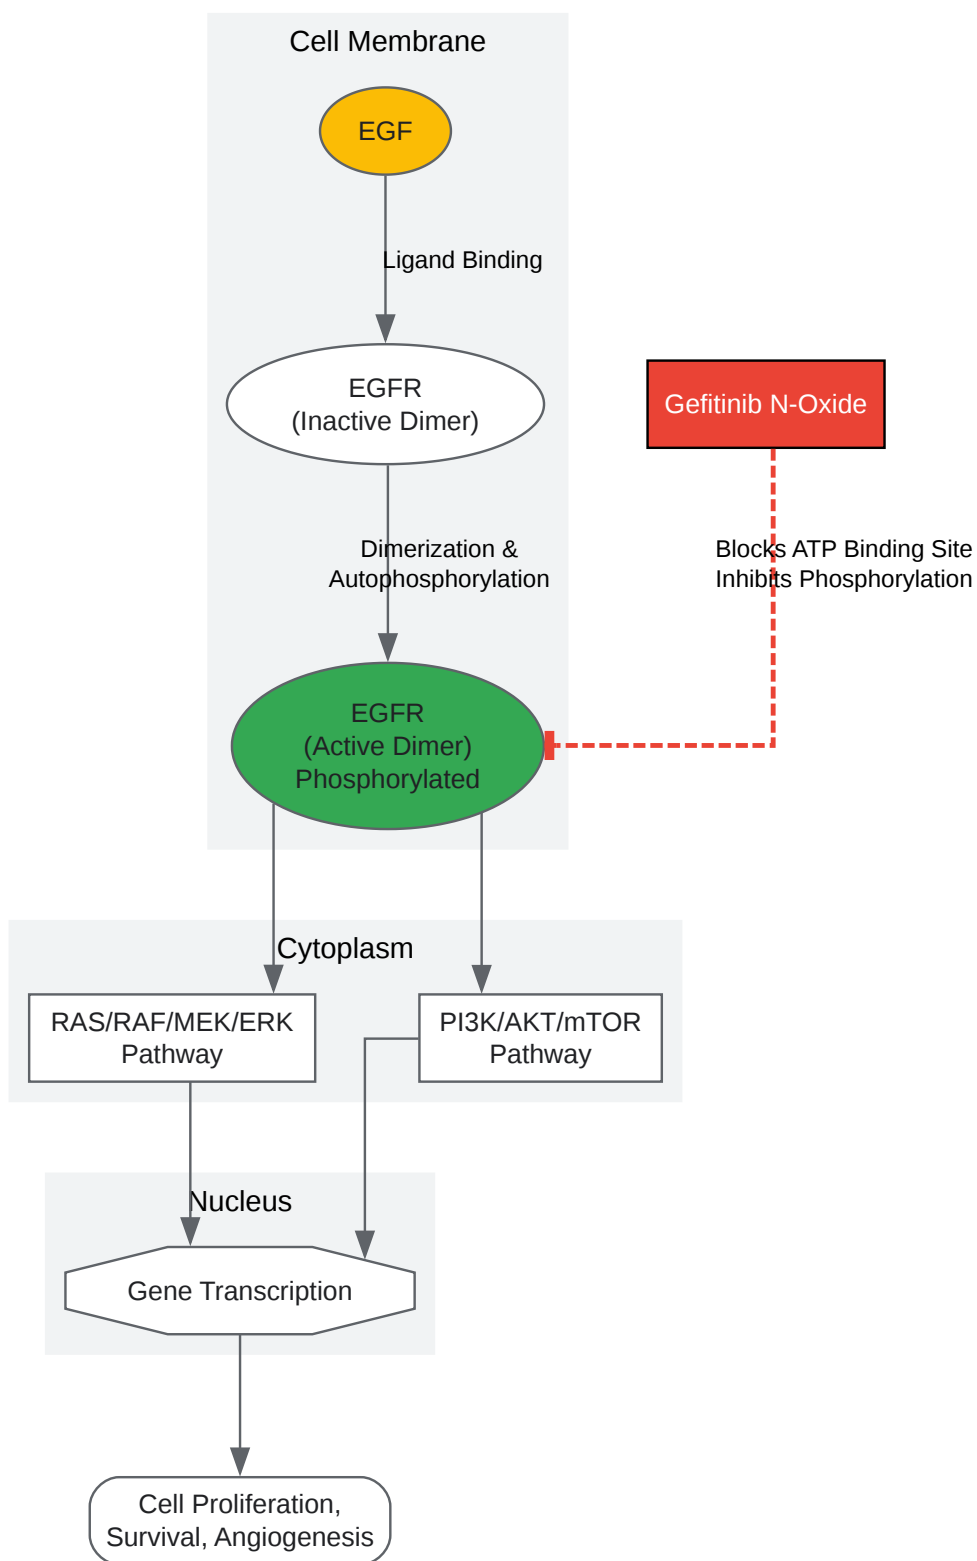 Cell Membrane
EGF
Ligand Binding
EGFR
(Inactive Dimer)
Gefitinib N-Oxide
Dimerization &
Autophosphorylation
Blocks ATP Binding Site
Inhibits Phosphorylation
EGFR
(Active Dimer)
Phosphorylated
Cytoplasm
RAS/RAF/MEK/ERK
Pathway
PI3K/AKT/mTOR
Pathway
Nucleus
Gene Transcription
Cell Proliferation,
Survival, Angiogenesis